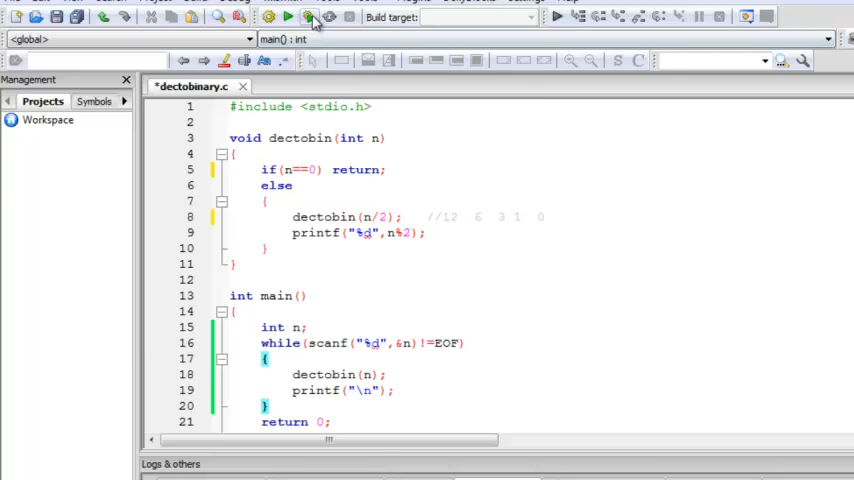 Build target:
<global>
main() : int
Aa
.*
S C
Management
*dectobinary.c
Projects Symbols
Workspace
1 #include <stdio.h>
2
3 void dectobin(int n)
4 {
5 if(n==0) return;
6 else
7 {
8 dectobin(n/2); //12 6 3 1 0
9 printf("%d",n%2);
10 }
11 }
12
13 int main()
14 {
15 int n;
16 while(scanf("%d",&n)!=EOF)
17 {
18 dectobin(n);
19 printf("\n");
20 }
21 return 0;
Logs & others